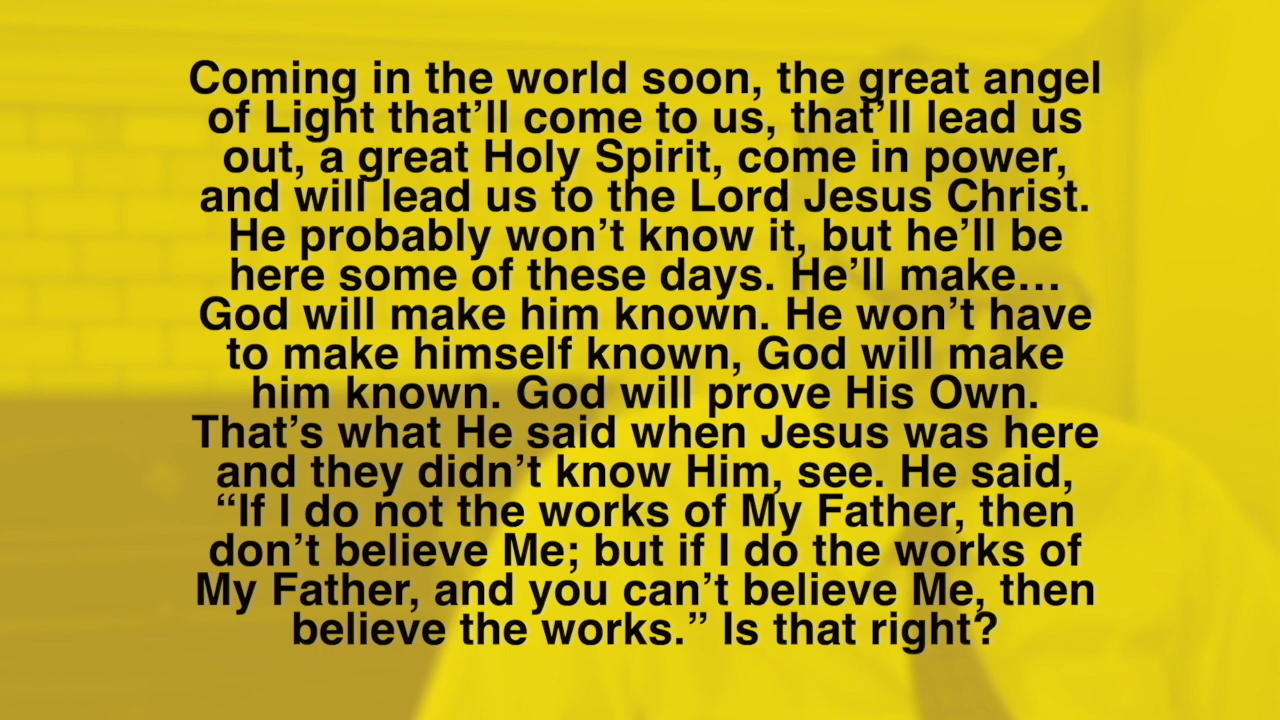 Coming in the world soon, the great angel
of Light that’ll come to us, that’ll lead us
out, a great Holy Spirit, come in power,
and will lead us to the Lord Jesus Christ.
He probably won’t know it, but he’ll be
here some of these days. He’ll make…
God will make him known. He won’t have
to make himself known, God will make
him known. God will prove His Own.
That’s what He said when Jesus was here
and they didn’t know Him, see. He said,
“If I do not the works of My Father, then
don’t believe Me; but if I do the works of
My Father, and you can’t believe Me, then
believe the works.” Is that right?